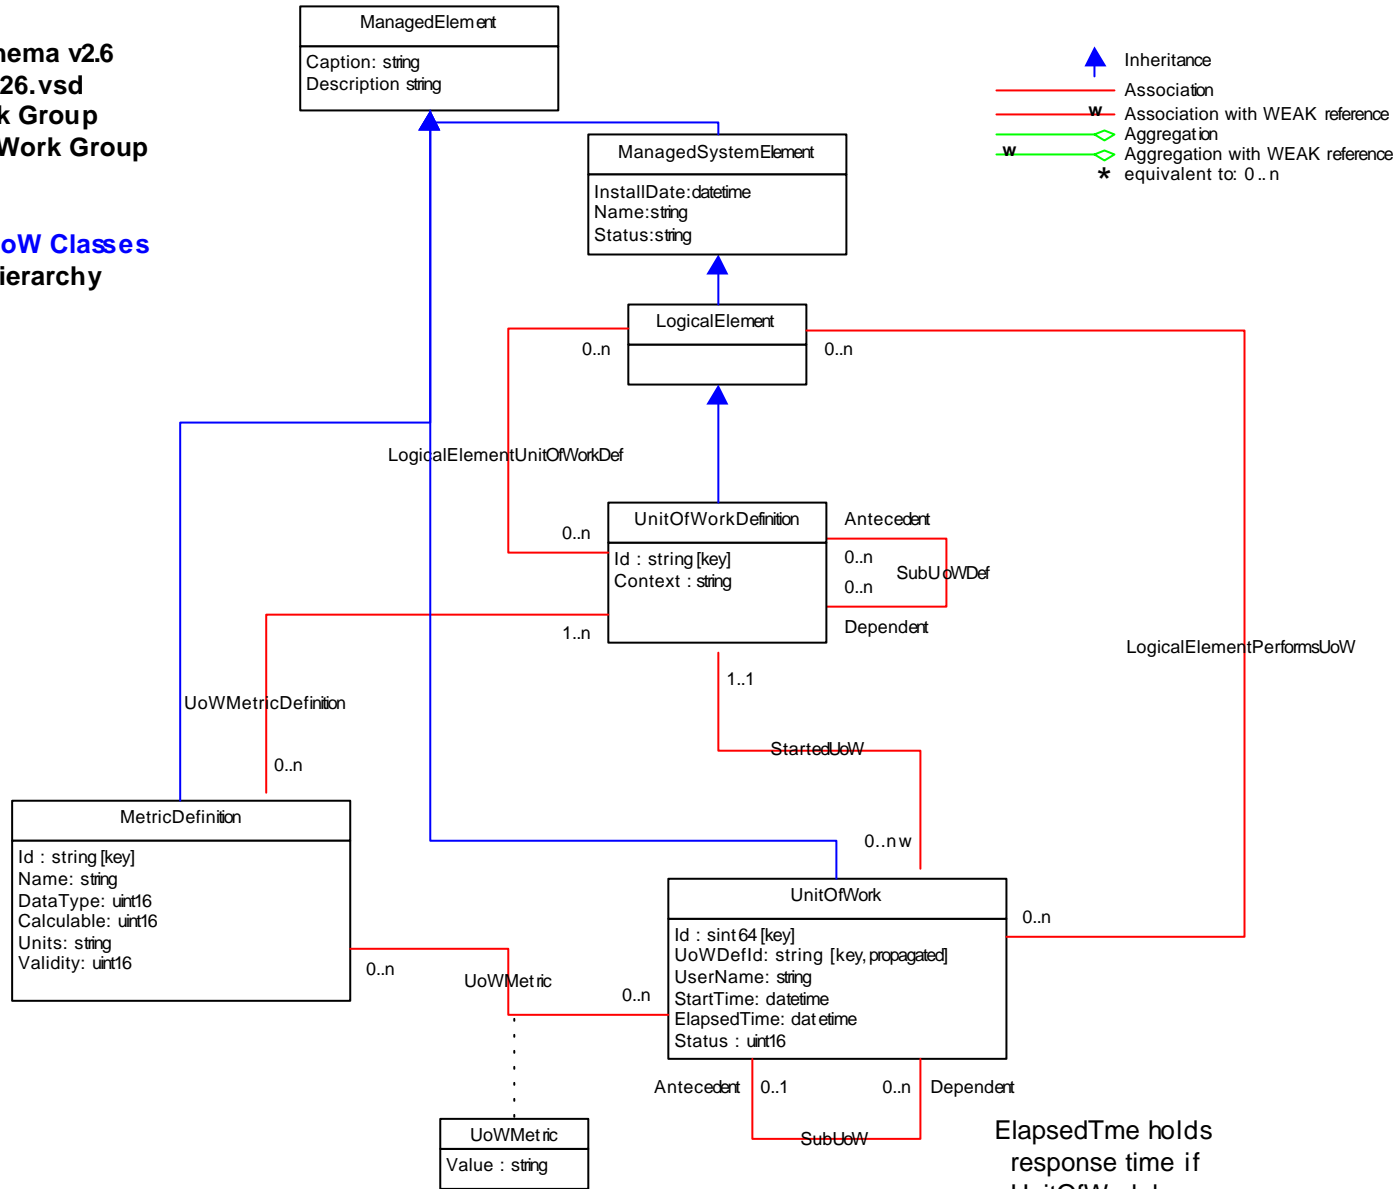 ManagedElement
Caption: string
Description string
hema v2.6
26.vsd
k Group
Work Group
oW Classes
ierarchy
Inheritance
Association
w Association with WEAK reference
Aggregation
w Aggregation with WEAK reference
* equivalent to: 0..n
ManagedSystemElement
InstallDate:datetime
Name:string
Status:string
LogicalElement
0..n
0..n
LogicalElementUnitOfWorkDef
UnitOfWorkDefinition
Id : string [key]
Context : string
0..n
Antecedent
0..n
SubUoWDef
0..n
Dependent
1..n
LogicalElementPerformsUoW
1..1
UoWMetricDefinition
StartedUoW
0..n
MetricDefinition
Id : string [key]
Name: string
DataType: uint16
Calculable: uint16
Units: string
Validity: uint16
0..n w
UnitOfWork
Id : sint64 [key]
UoWDefId: string [key, propagated]
UserName: string
StartTime: datetime
ElapsedTime: datetime
Status : uint16
0..n
0..n
UoWMetric
0..n
Antecedent
0..1
0..n
Dependent
SubUoW
UoWMetric
Value : string
ElapsedTme holds
response time if